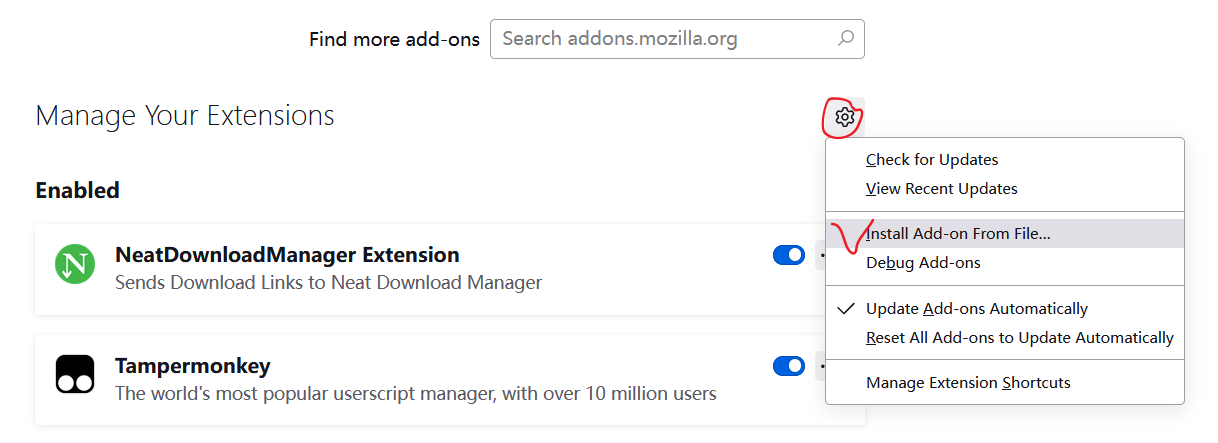 Find more add-ons Search addons.mozilla.org
Manage Your Extensions
Check for Updates
View Recent Updates
Enabled
Install Add-on From File...
Debug Add-ons
NeatDownloadManager Extension
Sends Download Links to Neat Download Manager
Update Add-ons Automatically
Reset All Add-ons to Update Automatically
Tampermonkey
The world's most popular userscript manager, with over 10 million users
Manage Extension Shortcuts